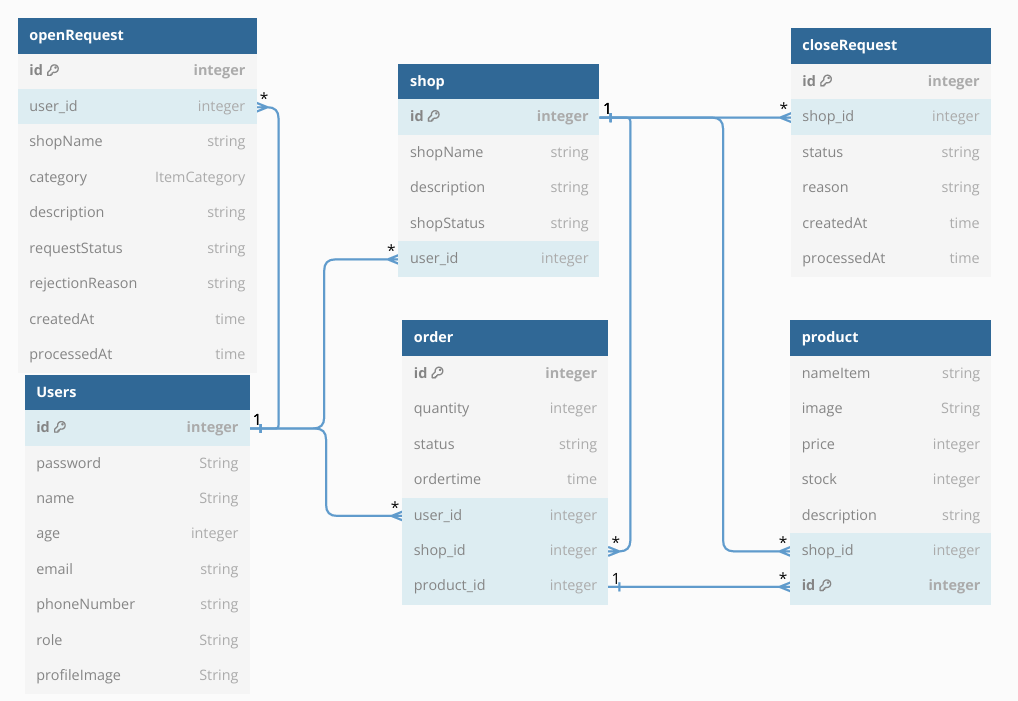 openRequest
id integer
user_id integer
shopName string
category ItemCategory
description string
requestStatus string
rejectionReason string
createdAt time
processedAt time
*
Users
id integer
password String
name String
age integer
email string
phoneNumber string
role String
profileImage String
1
shop
id integer
shopName string
description string
shopStatus string
user_id integer
1
*
order
id integer
quantity integer
status string
ordertime time
user_id integer
shop_id integer
product_id integer
*
*
1
closeRequest
id integer
shop_id integer
status string
reason string
createdAt time
processedAt time
*
product
nameItem string
image String
price integer
stock integer
description string
shop_id integer
id integer
*
*